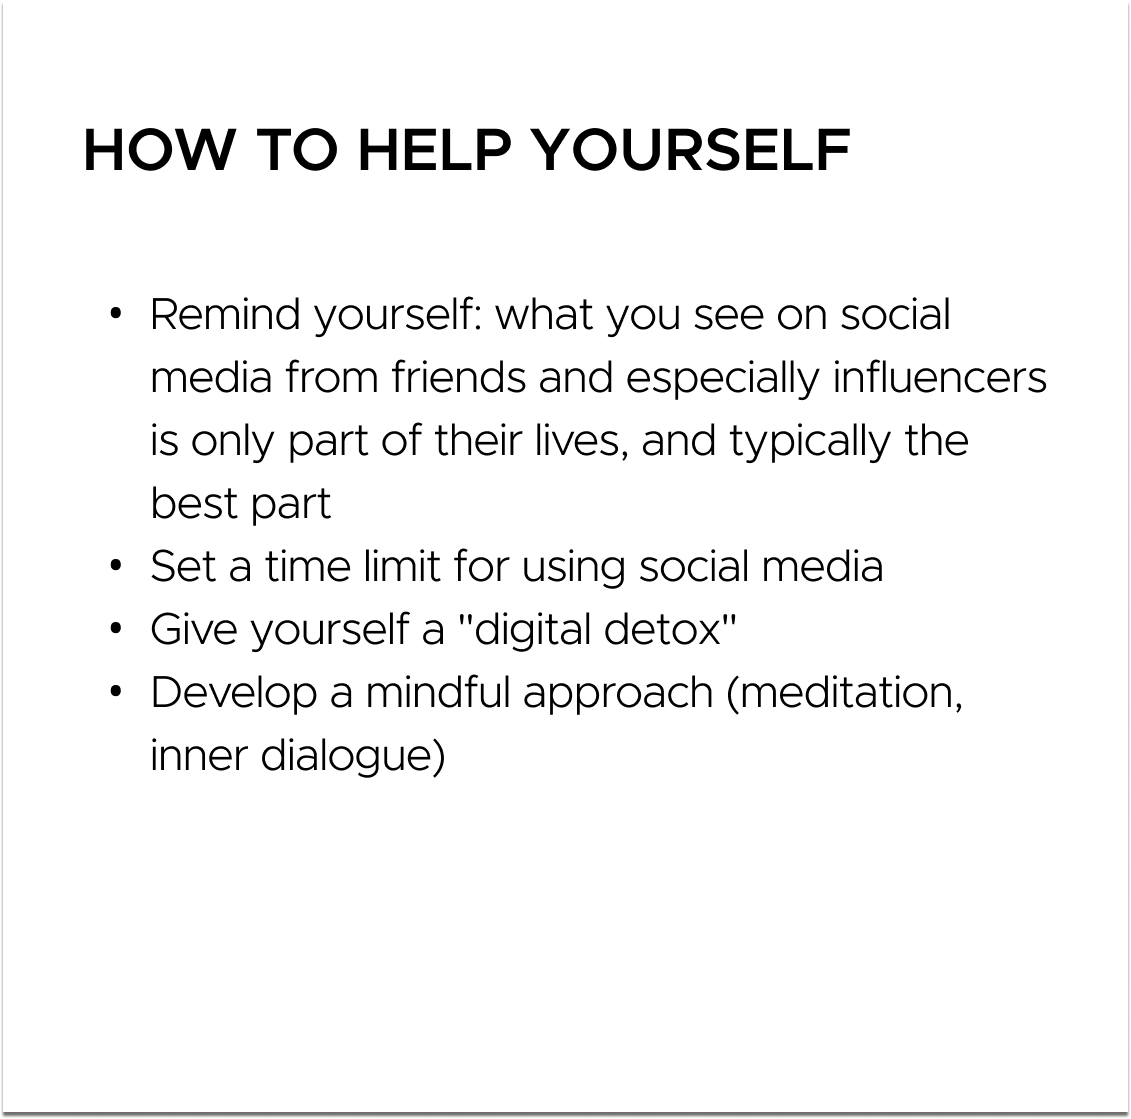 HOW TO HELP YOURSELF
• Remind yourself: what you see on social
media from friends and especially influencers
is only part of their lives, and typically the
best part
• Set a time limit for using social media
• Give yourself a "digital detox"
• Develop a mindful approach (meditation,
inner dialogue)